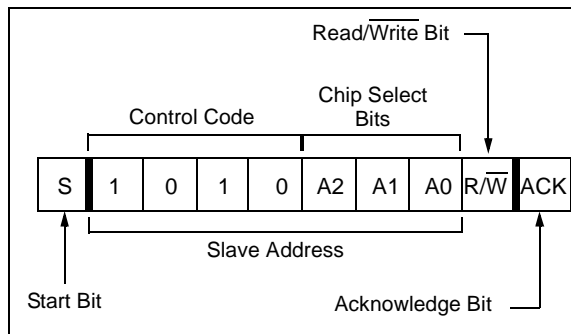 Read/W̅r̅i̅t̅e̅ Bit
Chip Select
Bits
Control Code
S 1 0 1 0 A2 A1 A0 R/W̅ ACK
Slave Address
Start Bit
Acknowledge Bit